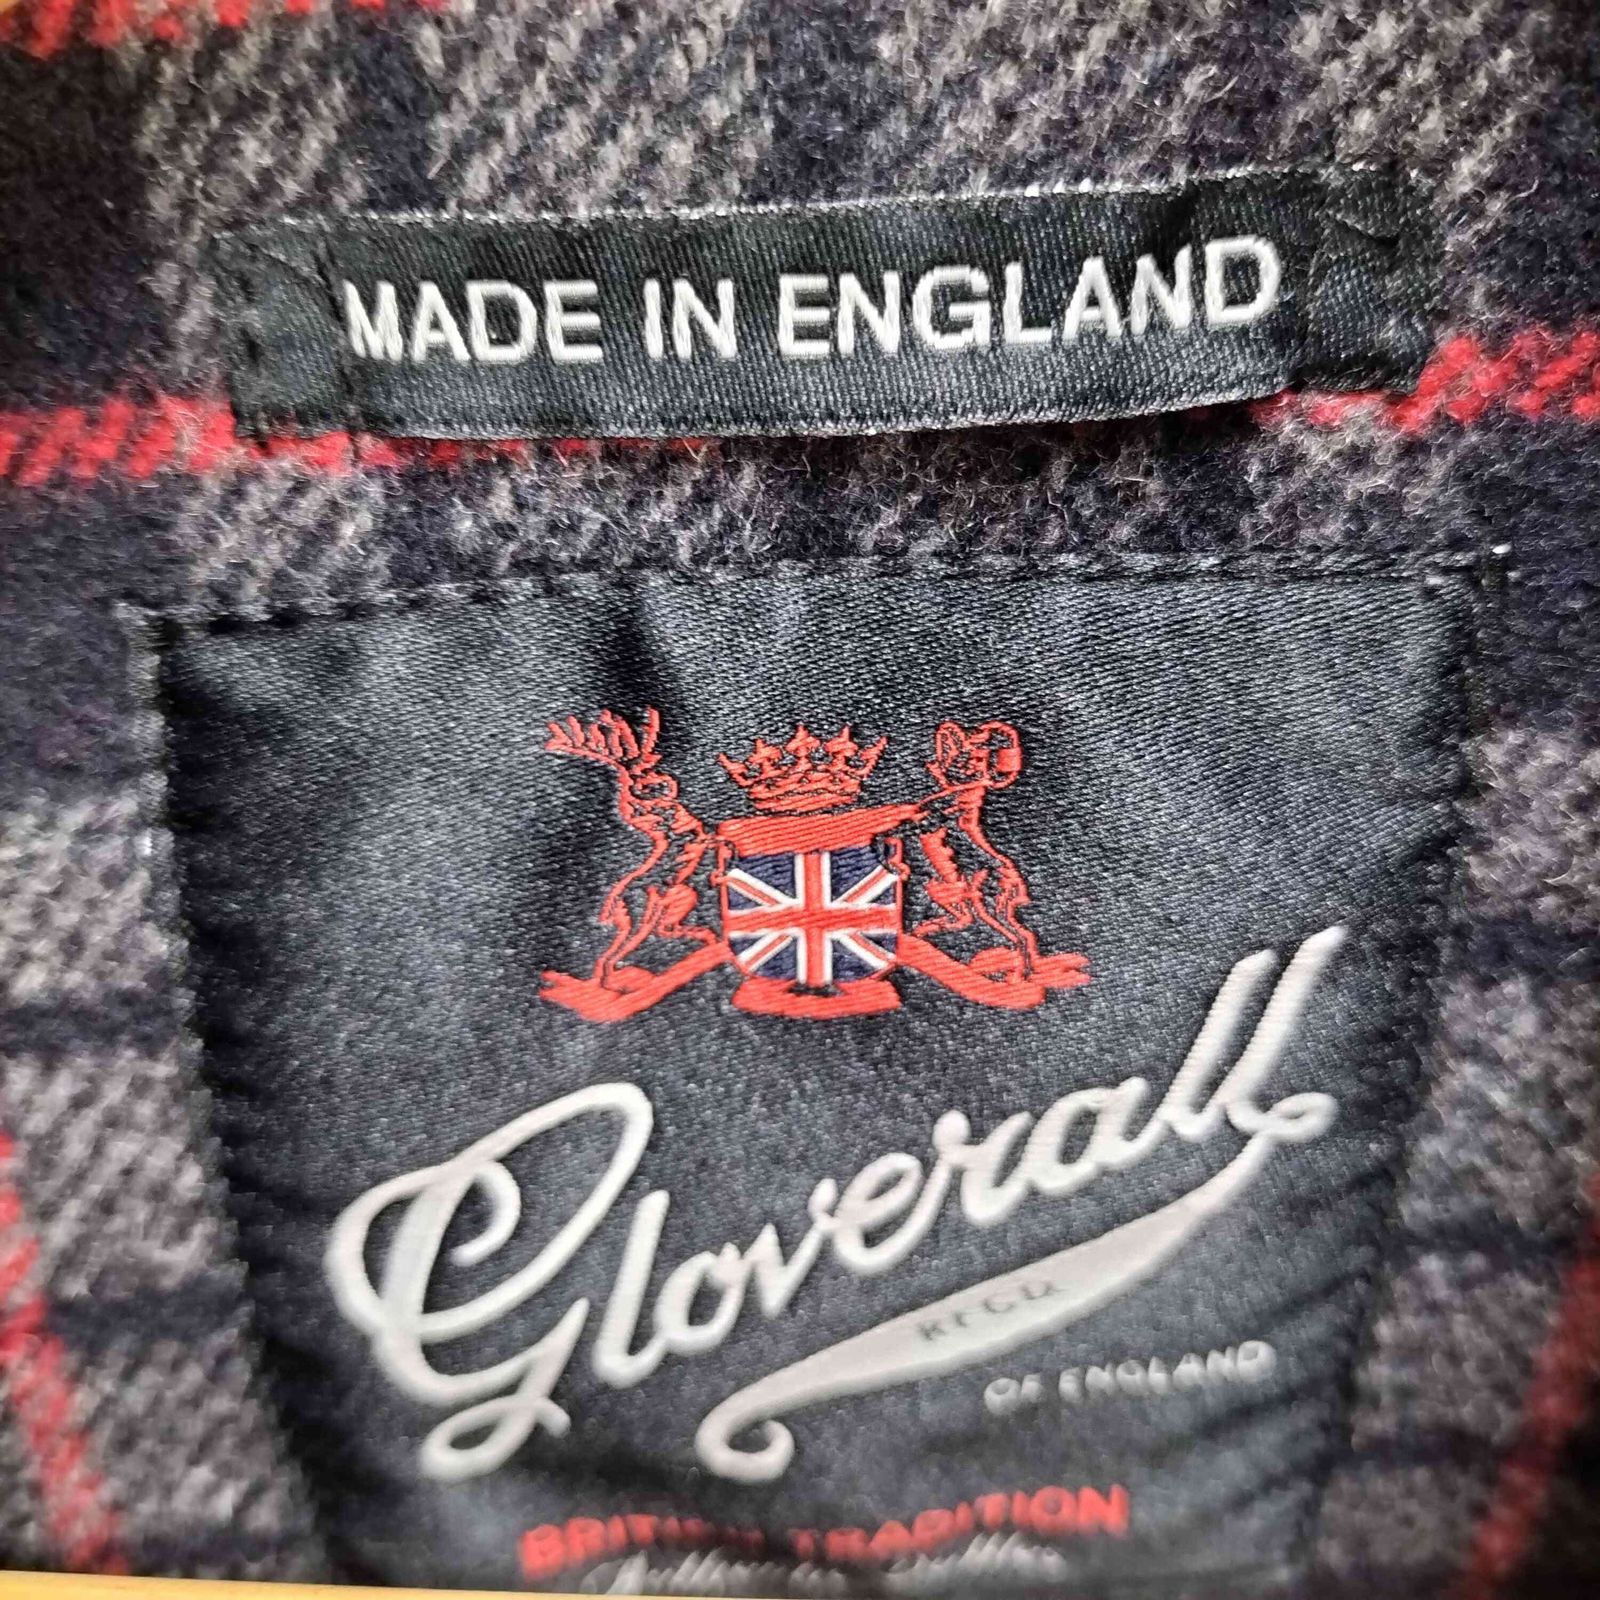 MADE IN ENGLAND
Gloverall
REGD.
OF ENGLAND
BRITISH TRADITION